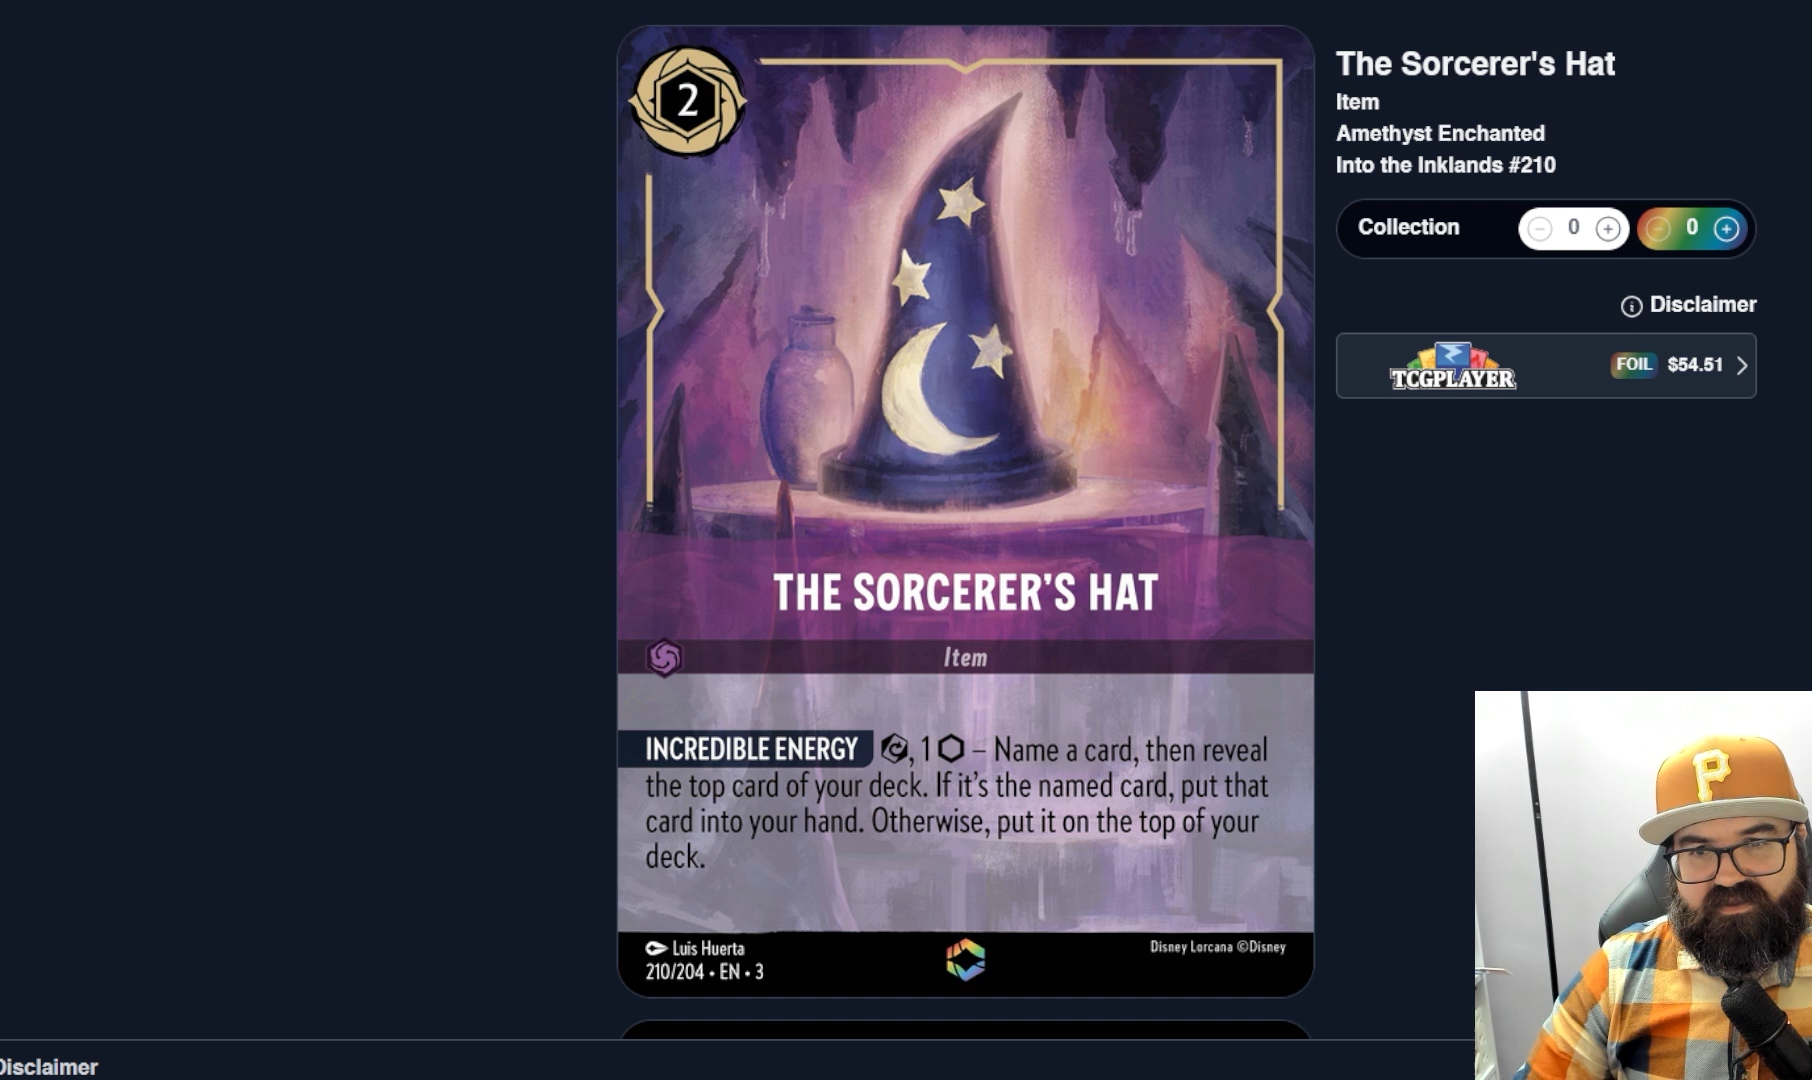 2
THE SORCERER'S HAT
Item
INCREDIBLE ENERGY , 1 – Name a card, then reveal
the top card of your deck. If it's the named card, put that
card into your hand. Otherwise, put it on the top of your
deck.
Luis Huerta
210/204 • EN • 3
Disney Lorcana ©Disney
The Sorcerer's Hat
Item
Amethyst Enchanted
Into the Inklands #210
Collection
0
0
Disclaimer
TCGPLAYER
FOIL $54.51
P
Disclaimer